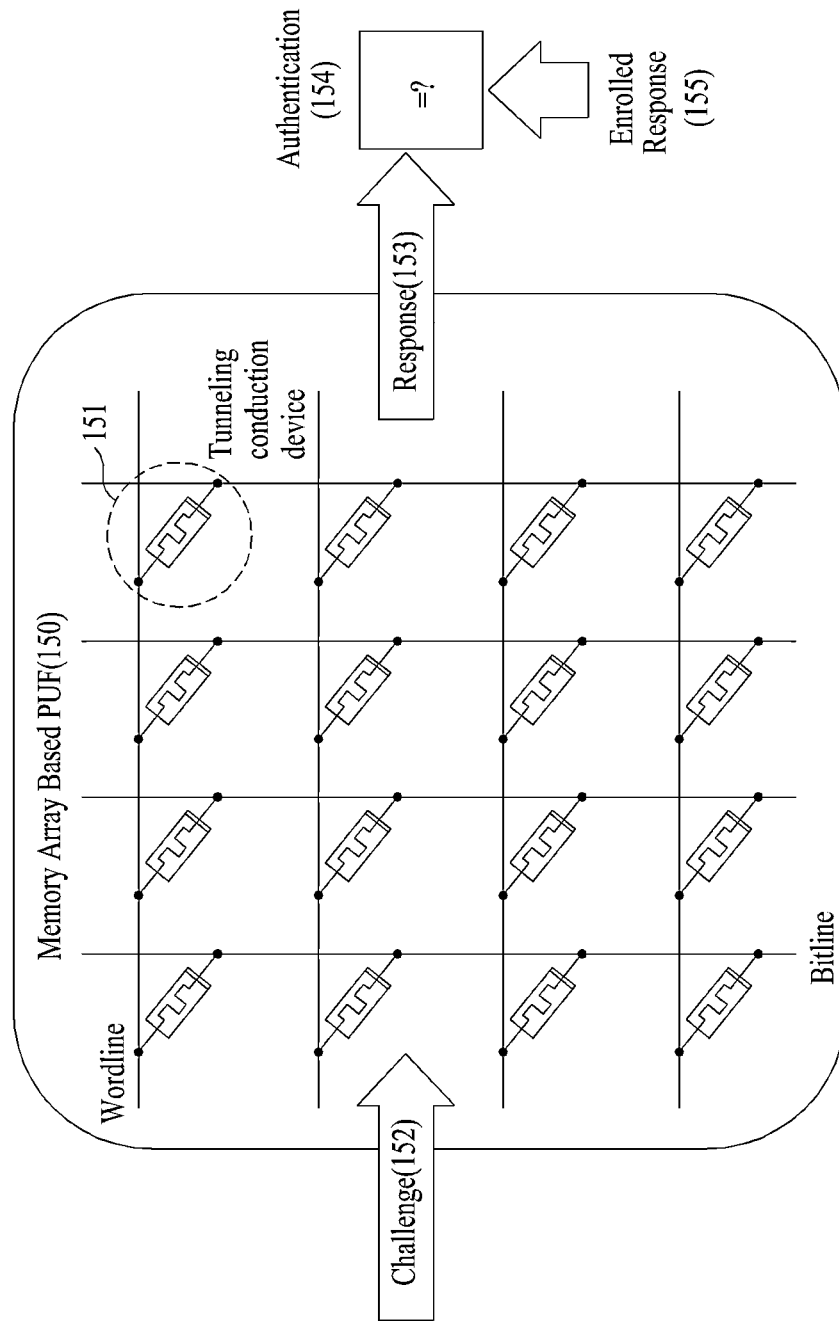 Memory Array Based PUF(150)
Wordline
151
Tunneling
conduction
device
Bitline
Challenge(152)
Response(153)
Authentication
(154)
=?
Enrolled
Response
(155)